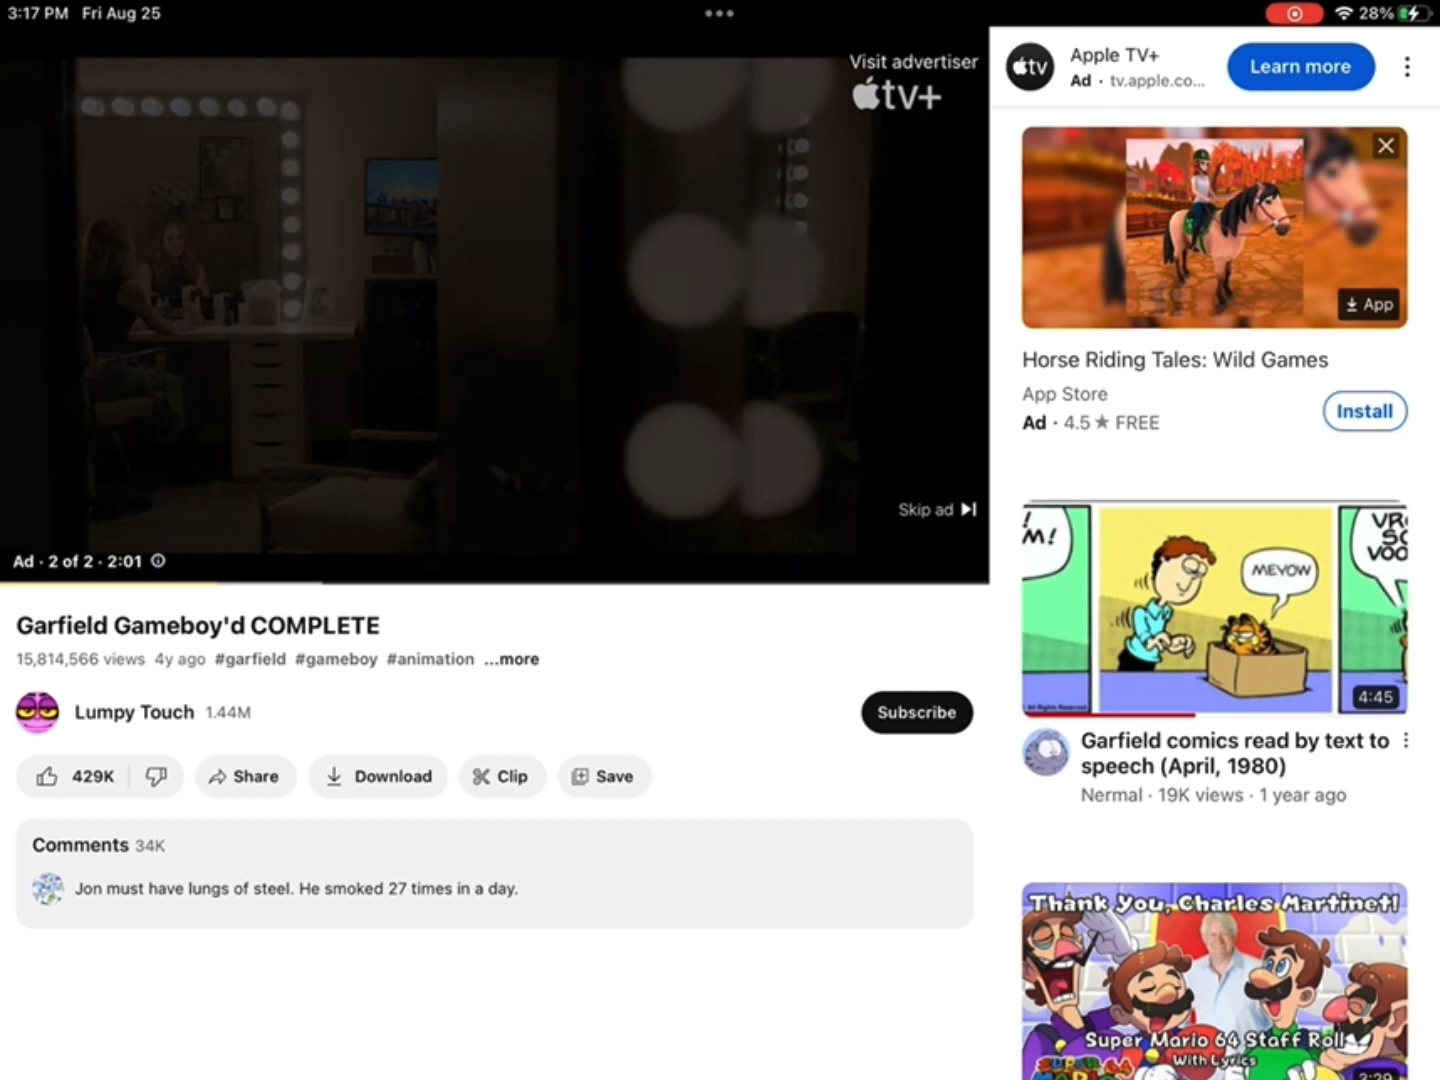 3:17 PM Fri Aug 25
28%
Visit advertiser
tv+
Skip ad
Ad · 2 of 2 · 2:01
Garfield Gameboy'd COMPLETE
15,814,566 views 4y ago #garfield #gameboy #animation ...more
Lumpy Touch 1.44M
Subscribe
429K
Share
Download
Clip
Save
Comments 34K
Jon must have lungs of steel. He smoked 27 times in a day.
tv
Apple TV+
Ad · tv.apple.co...
Learn more
App
Horse Riding Tales: Wild Games
App Store
Ad · 4.5 ★ FREE
Install
!
M!
MEYOW
4:45
Garfield comics read by text to
speech (April, 1980)
Nermal · 19K views · 1 year ago
Thank You, Charles Martinet!
Super Mario 64 Staff Roll
With Lyrics
SUPER
64